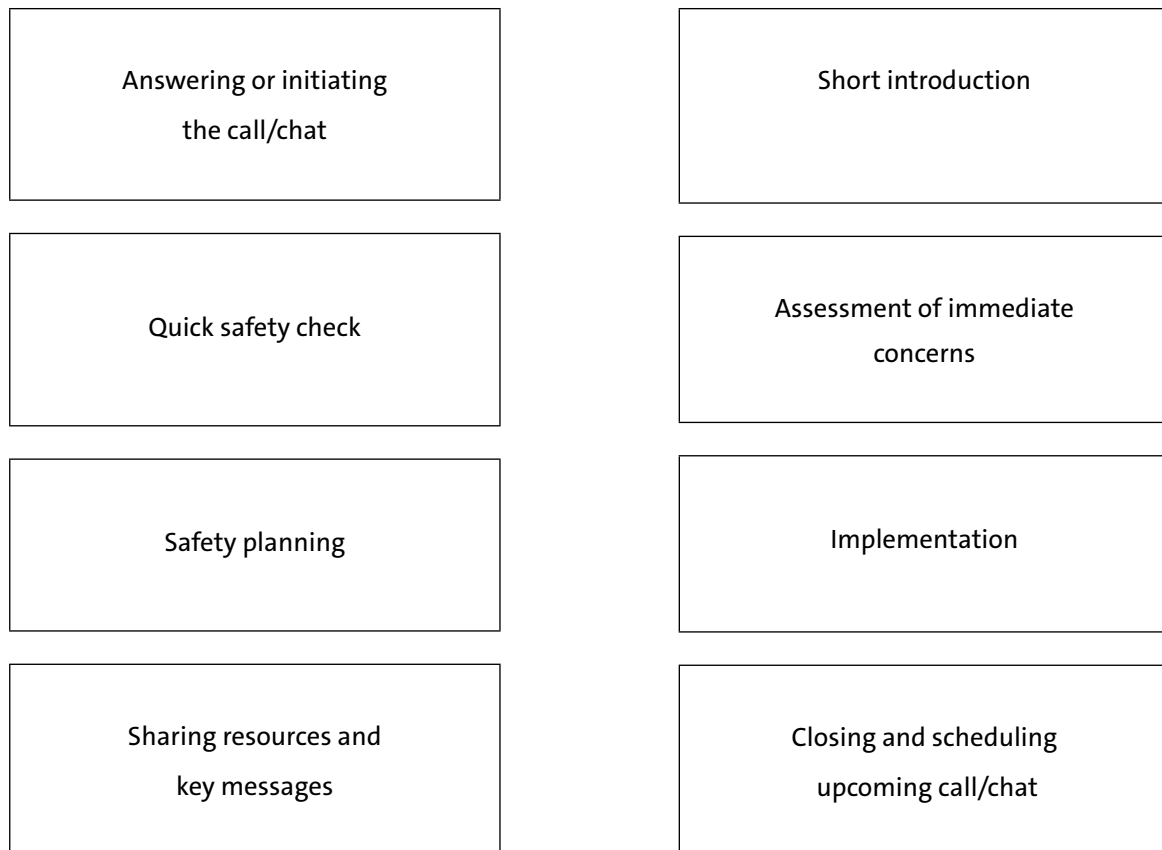 Answering or initiating
the call/chat
Short introduction
Quick safety check
Assessment of immediate
concerns
Safety planning
Implementation
Sharing resources and
key messages
Closing and scheduling
upcoming call/chat